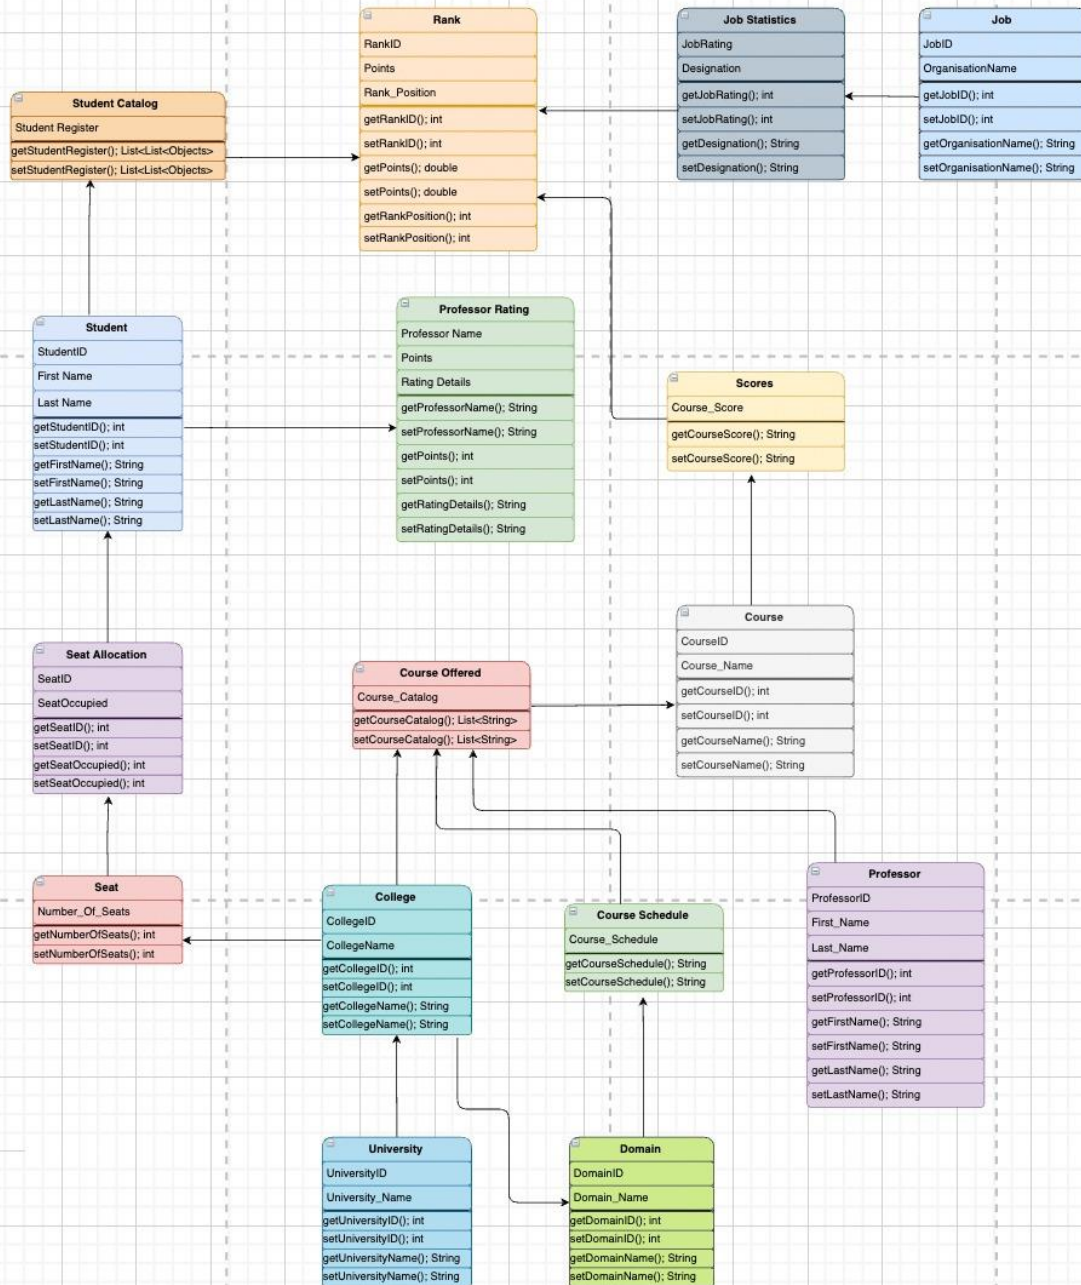 Rank
RankID
Points
Rank_Position
getRankID(); int
setRankID(); int
getPoints(); double
setPoints(); double
getRankPosition(); int
setRankPosition(); int
Job Statistics
JobRating
Designation
getJobRating(); int
setJobRating(); int
getDesignation(); String
setDesignation(); String
Job
JobID
OrganisationName
getJobID(); int
setJobID(); int
getOrganisationName(); String
setOrganisationName(); String
Student Catalog
Student Register
getStudentRegister(); List<List<Objects>
setStudentRegister(); List<List<Objects>
Student
StudentID
First Name
Last Name
getStudentID(); int
setStudentID(); int
getFirstName(); String
setFirstName(); String
getLastName(); String
setLastName(); String
Professor Rating
Professor Name
Points
Rating Details
getProfessorName(); String
setProfessorName(); String
getPoints(); int
setPoints(); int
getRatingDetails(); String
setRatingDetails(); String
Scores
Course_Score
getCourseScore(); String
setCourseScore(); String
Seat Allocation
SeatID
SeatOccupied
getSeatID(); int
setSeatID(); int
getSeatOccupied(); int
setSeatOccupied(); int
Course Offered
Course_Catalog
getCourseCatalog(); List<String>
setCourseCatalog(); List<String>
Course
CourseID
Course_Name
getCourseID(); int
setCourseID(); int
getCourseName(); String
setCourseName(); String
Seat
Number_Of_Seats
getNumberOfSeats(); int
setNumberOfSeats(); int
College
CollegeID
CollegeName
getCollegeID(); int
setCollegeID(); int
getCollegeName(); String
setCollegeName(); String
Course Schedule
Course_Schedule
getCourseSchedule(); String
setCourseSchedule(); String
Professor
ProfessorID
First_Name
Last_Name
getProfessorID(); int
setProfessorID(); int
getFirstName(); String
setFirstName(); String
getLastName(); String
setLastName(); String
University
UniversityID
University_Name
getUniversityID(); int
setUniversityID(); int
getUniversityName(); String
setUniversityName(); String
Domain
DomainID
Domain_Name
getDomainID(); int
setDomainID(); int
getDomainName(); String
setDomainName(); String